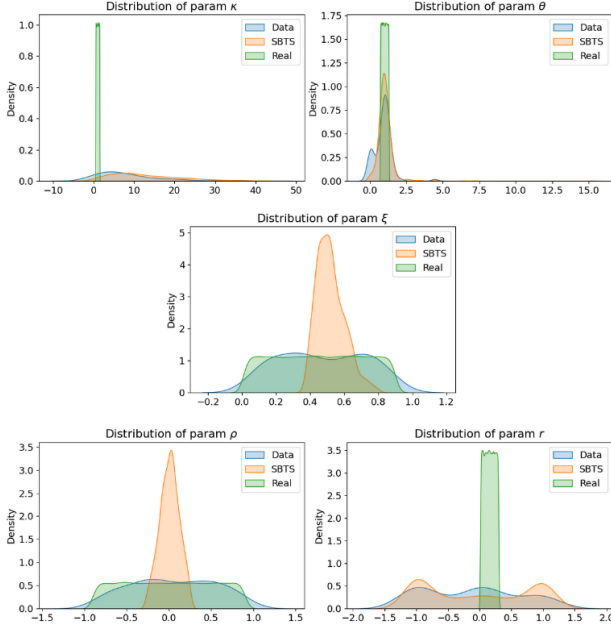 Distribution of param κ
Density
1.0
0.8
0.6
0.4
0.2
0.0
−10 0 10 20 30 40 50
Data
SBTS
Real
Distribution of param θ
Density
1.75
1.50
1.25
1.00
0.75
0.50
0.25
0.00
0.0 2.5 5.0 7.5 10.0 12.5 15.0
Data
SBTS
Real
Distribution of param ξ
Density
5
4
3
2
1
0
−0.2 0.0 0.2 0.4 0.6 0.8 1.0 1.2
Data
SBTS
Real
Distribution of param ρ
Density
3.5
3.0
2.5
2.0
1.5
1.0
0.5
0.0
−1.5 −1.0 −0.5 0.0 0.5 1.0 1.5
Data
SBTS
Real
Distribution of param r
Density
3.5
3.0
2.5
2.0
1.5
1.0
0.5
0.0
−2.0 −1.5 −1.0 −0.5 0.0 0.5 1.0 1.5 2.0
Data
SBTS
Real